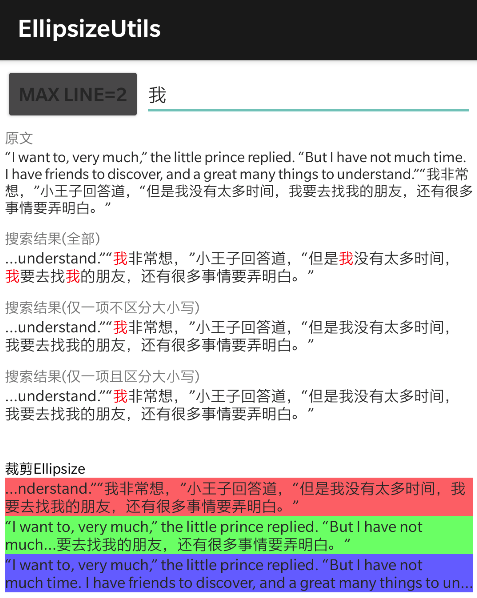 EllipsizeUtils
MAX LINE=2
我
原文
“I want to, very much,” the little prince replied. “But I have not much time.
I have friends to discover, and a great many things to understand.”“我非常
想，”小王子回答道，“但是我没有太多时间，我要去找我的朋友，还有很多
事情要弄明白。”
搜索结果(全部)
...understand.”“我非常想，”小王子回答道，“但是我没有太多时间，
我要去找我的朋友，还有很多事情要弄明白。”
搜索结果(仅一项不区分大小写)
...understand.”“我非常想，”小王子回答道，“但是我没有太多时间，
我要去找我的朋友，还有很多事情要弄明白。”
搜索结果(仅一项且区分大小写)
...understand.”“我非常想，”小王子回答道，“但是我没有太多时间，
我要去找我的朋友，还有很多事情要弄明白。”
裁剪Ellipsize
...nderstand.”“我非常想，”小王子回答道，“但是我没有太多时间，我
要去找我的朋友，还有很多事情要弄明白。”
“I want to, very much,” the little prince replied. “But I have not
much...要去找我的朋友，还有很多事情要弄明白。”
“I want to, very much,” the little prince replied. “But I have not
much time. I have friends to discover, and a great many things to un...